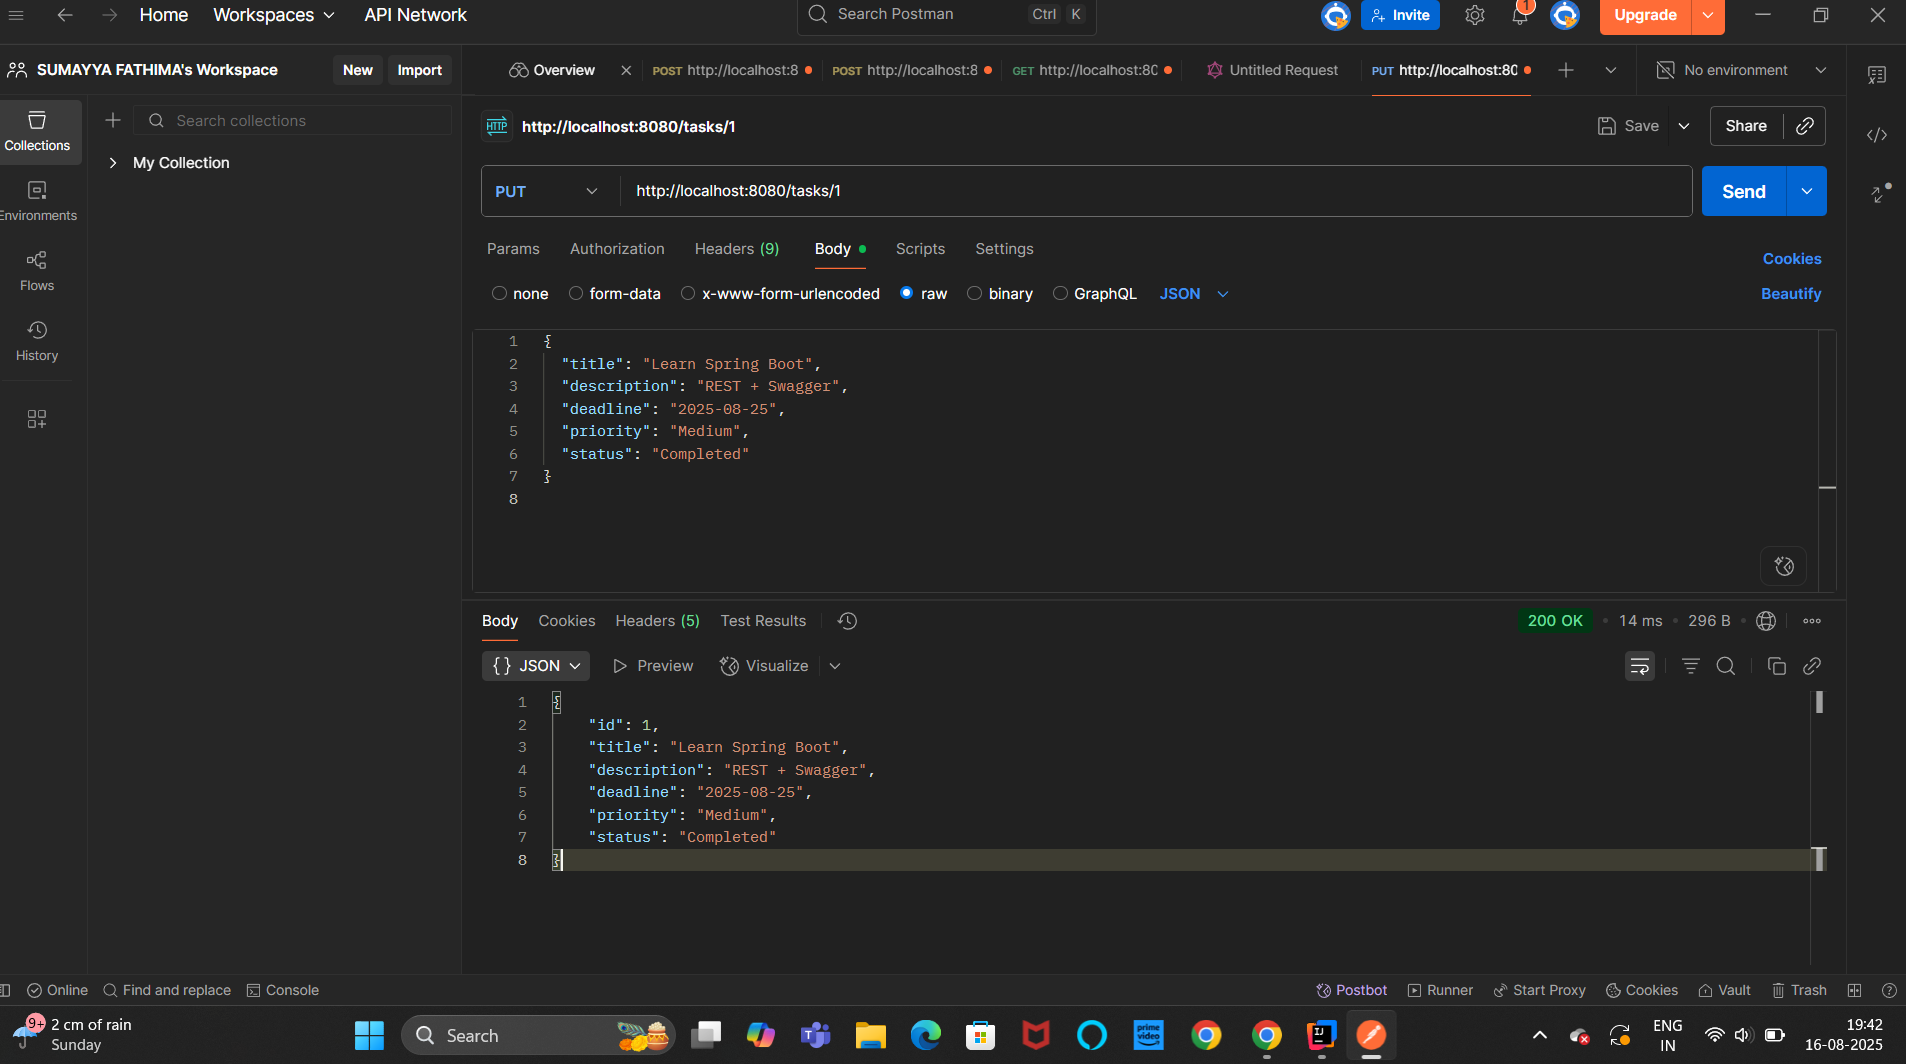 Home
Workspaces
API Network
Search Postman
Ctrl K
Invite
1
Upgrade
SUMAYYA FATHIMA's Workspace
New
Import
Overview
POST http://localhost:8
POST http://localhost:8
GET http://localhost:80
Untitled Request
PUT http://localhost:80
No environment
Collections
Environments
Flows
History
Search collections
My Collection
HTTP
http://localhost:8080/tasks/1
Save
Share
PUT
http://localhost:8080/tasks/1
Send
Params
Authorization
Headers (9)
Body
Scripts
Settings
Cookies
none
form-data
x-www-form-urlencoded
raw
binary
GraphQL
JSON
Beautify
1 {
2 "title": "Learn Spring Boot",
3 "description": "REST + Swagger",
4 "deadline": "2025-08-25",
5 "priority": "Medium",
6 "status": "Completed"
7 }
8
Body
Cookies
Headers (5)
Test Results
200 OK
14 ms
296 B
{} JSON
Preview
Visualize
1 {
2 "id": 1,
3 "title": "Learn Spring Boot",
4 "description": "REST + Swagger",
5 "deadline": "2025-08-25",
6 "priority": "Medium",
7 "status": "Completed"
8 }
Online
Find and replace
Console
Postbot
Runner
Start Proxy
Cookies
Vault
Trash
9+
2 cm of rain
Sunday
Search
prime
video
IJ
ENG
IN
19:42
16-08-2025